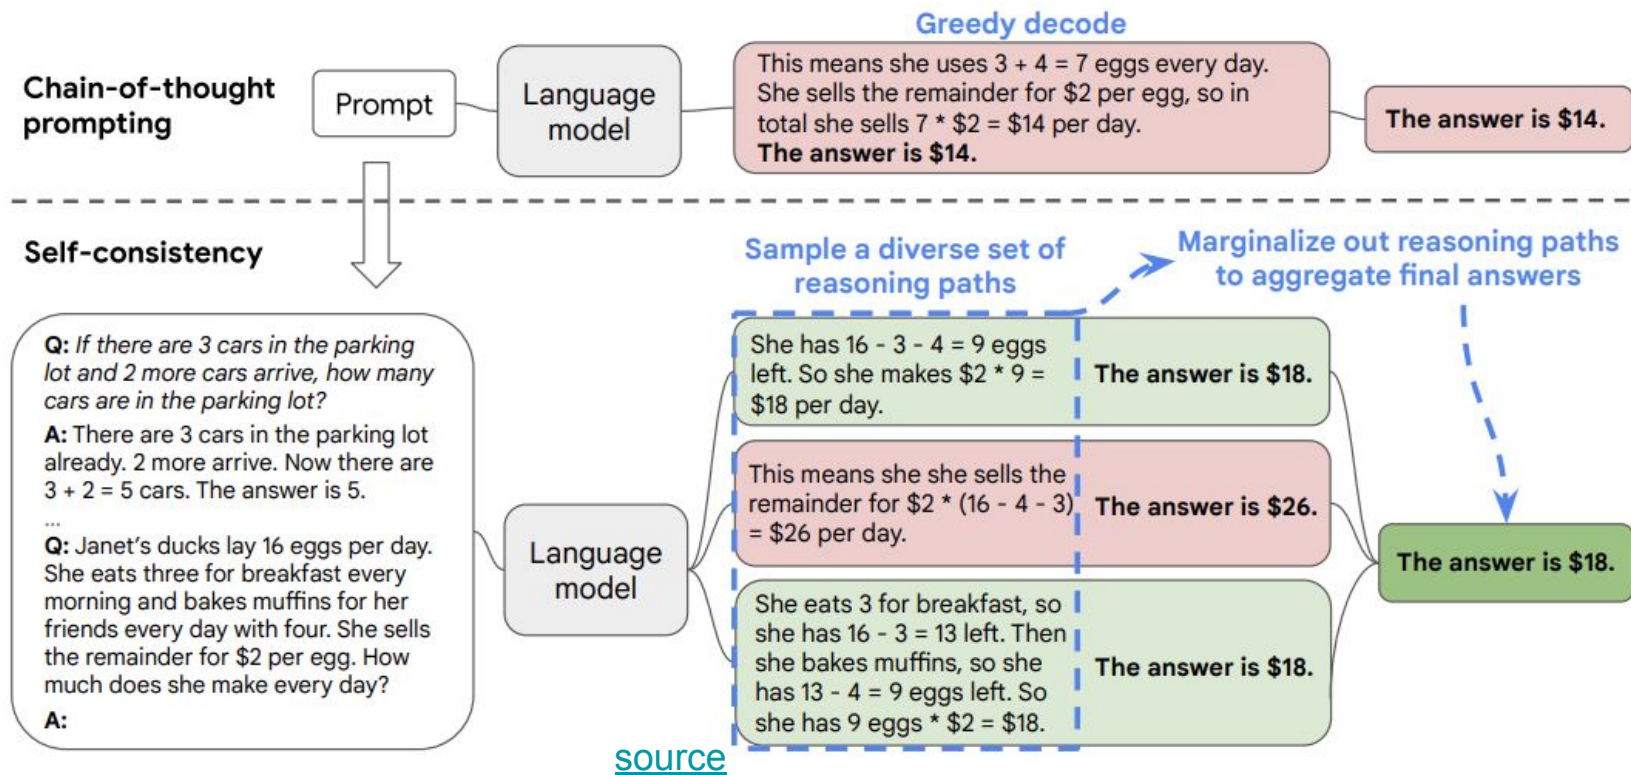 Greedy decode
Chain-of-thought
prompting
Prompt
Language
model
This means she uses 3 + 4 = 7 eggs every day.
She sells the remainder for $2 per egg, so in
total she sells 7 * $2 = $14 per day.
The answer is $14.
The answer is $14.
Self-consistency
Sample a diverse set of
reasoning paths
Marginalize out reasoning paths
to aggregate final answers
Q: If there are 3 cars in the parking
lot and 2 more cars arrive, how many
cars are in the parking lot?
A: There are 3 cars in the parking lot
already. 2 more arrive. Now there are
3 + 2 = 5 cars. The answer is 5.
...
Q: Janet's ducks lay 16 eggs per day.
She eats three for breakfast every
morning and bakes muffins for her
friends every day with four. She sells
the remainder for $2 per egg. How
much does she make every day?
A:
Language
model
She has 16 - 3 - 4 = 9 eggs
left. So she makes $2 * 9 =
$18 per day.
The answer is $18.
This means she she sells the
remainder for $2 * (16 - 4 - 3)
= $26 per day.
The answer is $26.
She eats 3 for breakfast, so
she has 16 - 3 = 13 left. Then
she bakes muffins, so she
has 13 - 4 = 9 eggs left. So
she has 9 eggs * $2 = $18.
The answer is $18.
The answer is $18.
source